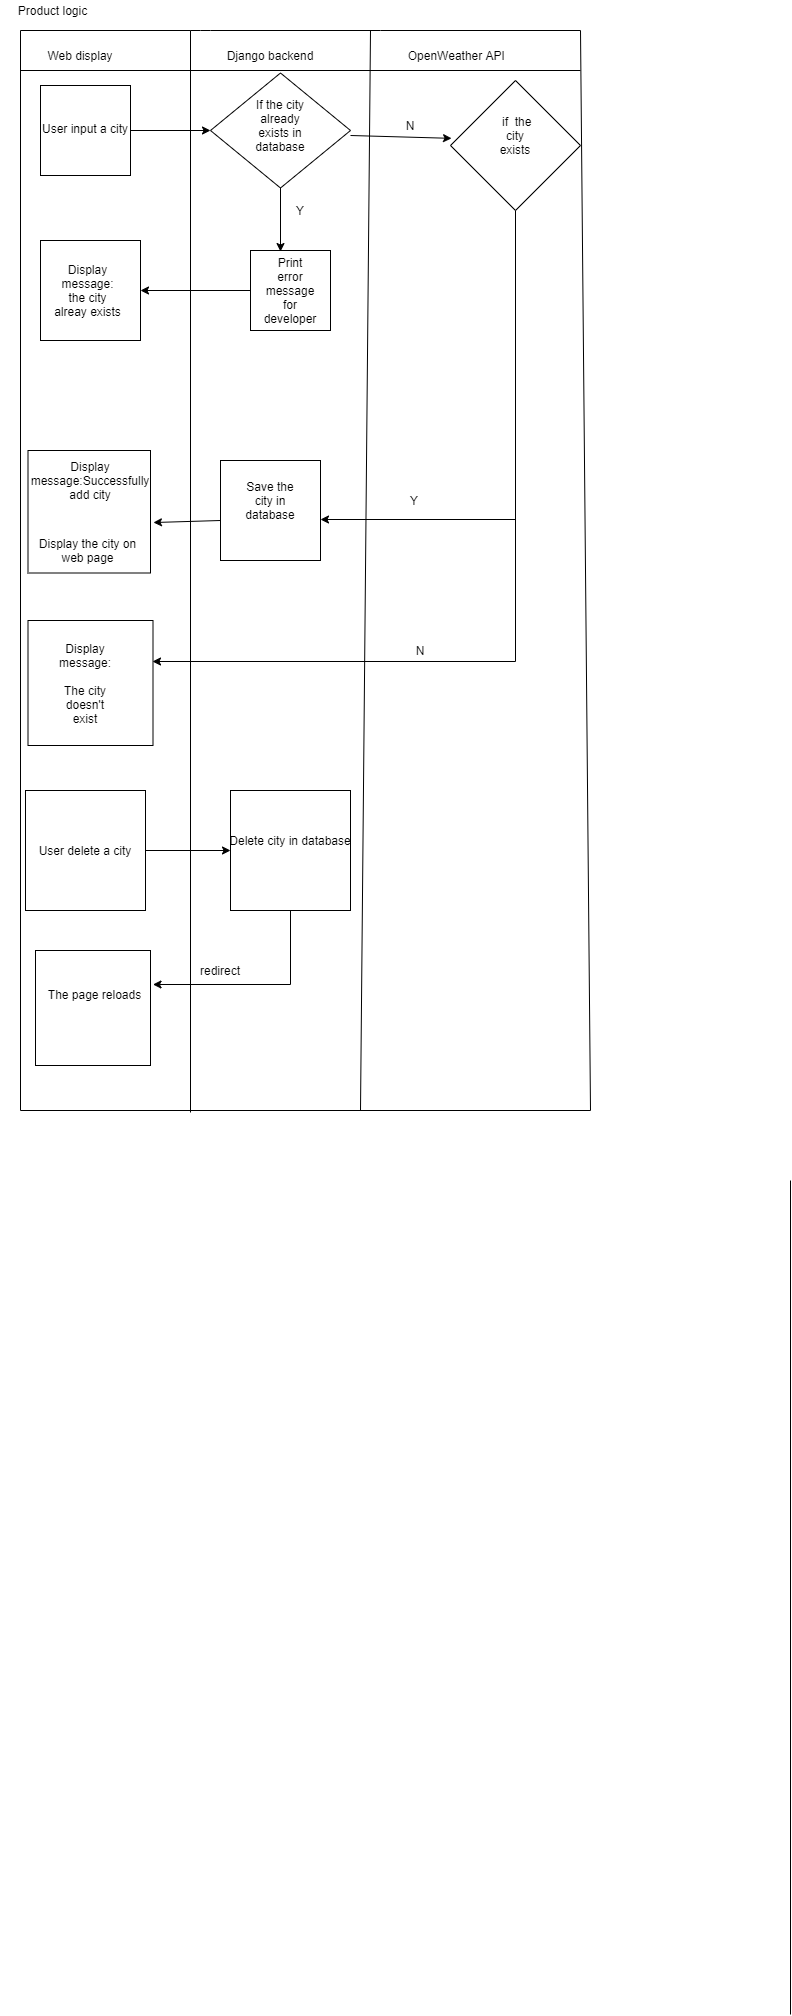 Product logic
Web display
Django backend
OpenWeather API
User input a city
If the city
already
exists in
database
N
if the
city
exists
Y
Display
message:
the city
alreay exists
Print
error
message
for
developer
Display
message:Successfully
add city
Display the city on
web page
Save the
city in
database
Y
Display
message:
The city
doesn't
exist
N
User delete a city
Delete city in database
redirect
The page reloads